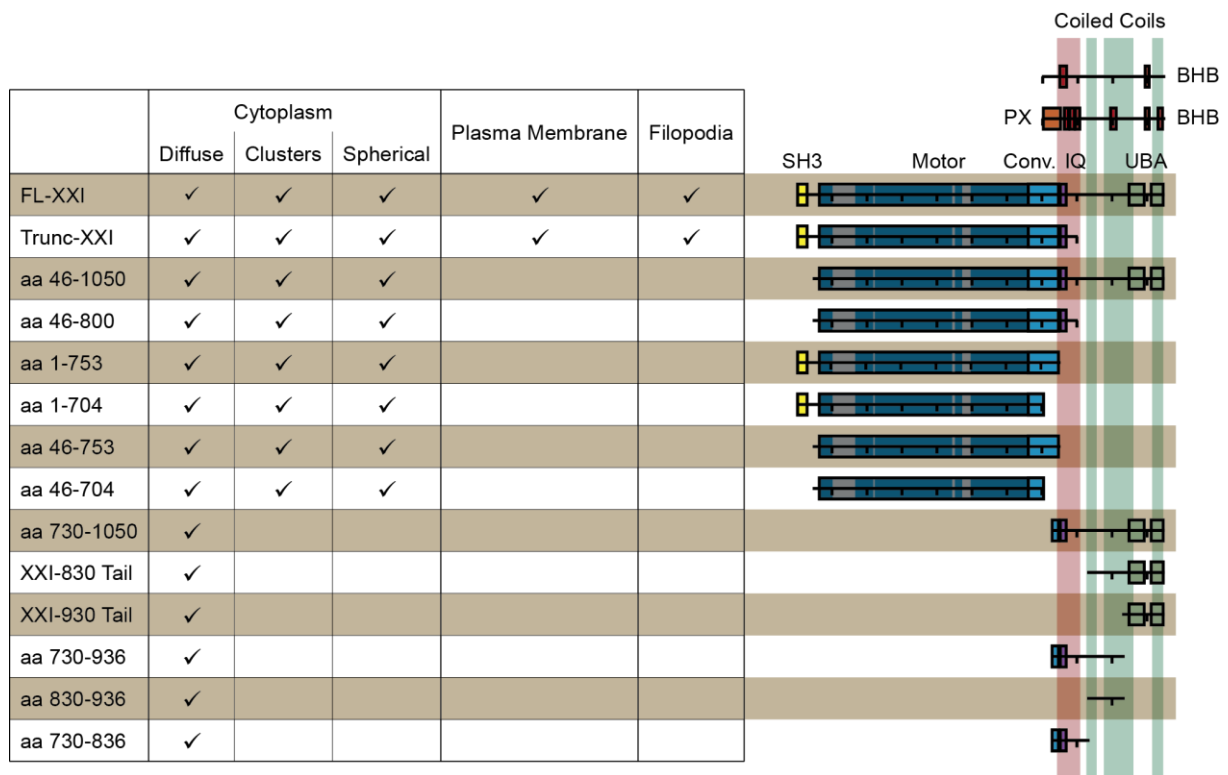 Coiled Coils
BHB
PX BHB
Cytoplasm Plasma Membrane Filopodia
Diffuse Clusters Spherical
SH3 Motor Conv. IQ UBA
FL-XXI ✓ ✓ ✓ ✓ ✓
Trunc-XXI ✓ ✓ ✓ ✓ ✓
aa 46-1050 ✓ ✓ ✓
aa 46-800 ✓ ✓ ✓
aa 1-753 ✓ ✓ ✓
aa 1-704 ✓ ✓ ✓
aa 46-753 ✓ ✓ ✓
aa 46-704 ✓ ✓ ✓
aa 730-1050 ✓
XXI-830 Tail ✓
XXI-930 Tail ✓
aa 730-936 ✓
aa 830-936 ✓
aa 730-836 ✓